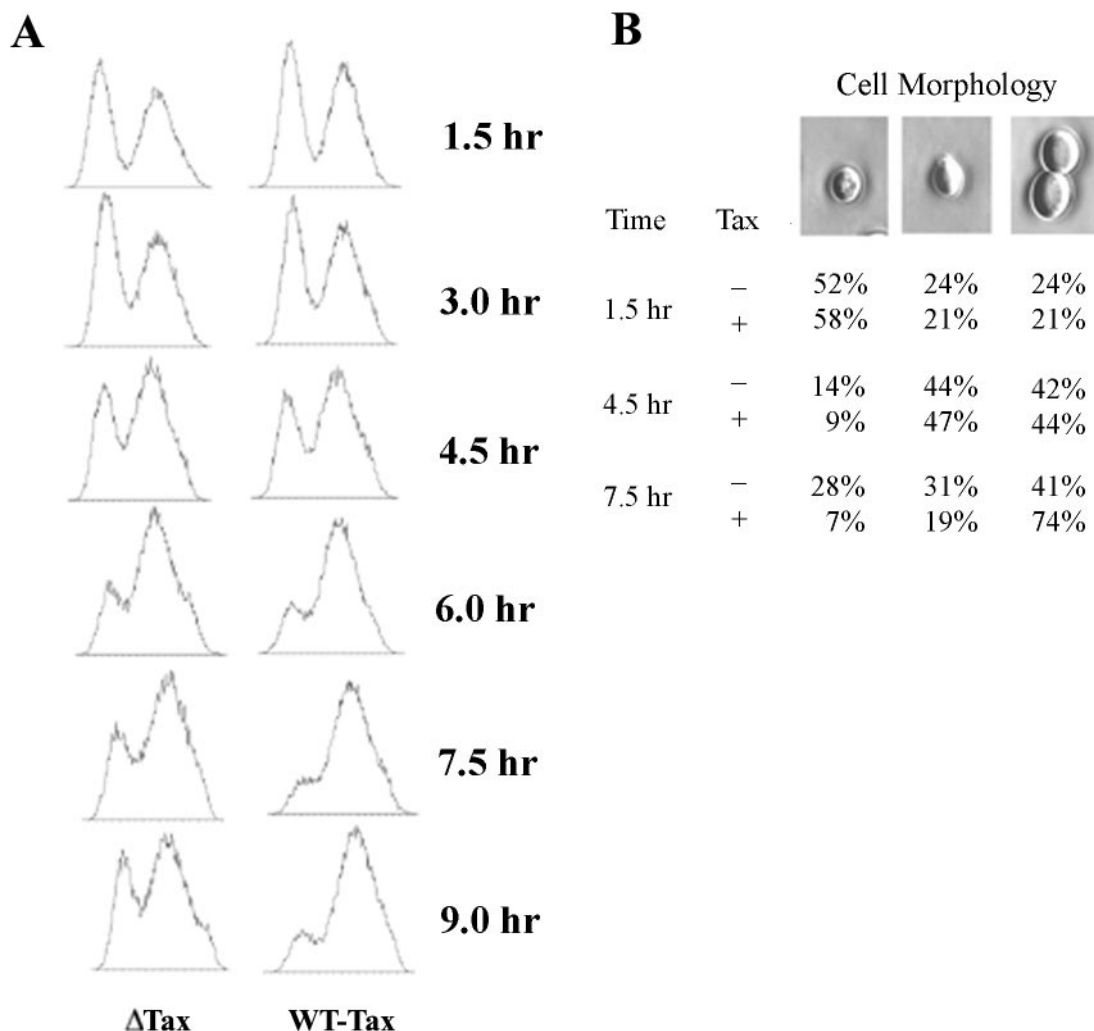 A
1.5 hr
3.0 hr
4.5 hr
6.0 hr
7.5 hr
9.0 hr
ΔTax WT-Tax
B
Cell Morphology
Time Tax
1.5 hr
– 52% 24% 24%
+ 58% 21% 21%
4.5 hr
– 14% 44% 42%
+ 9% 47% 44%
7.5 hr
– 28% 31% 41%
+ 7% 19% 74%